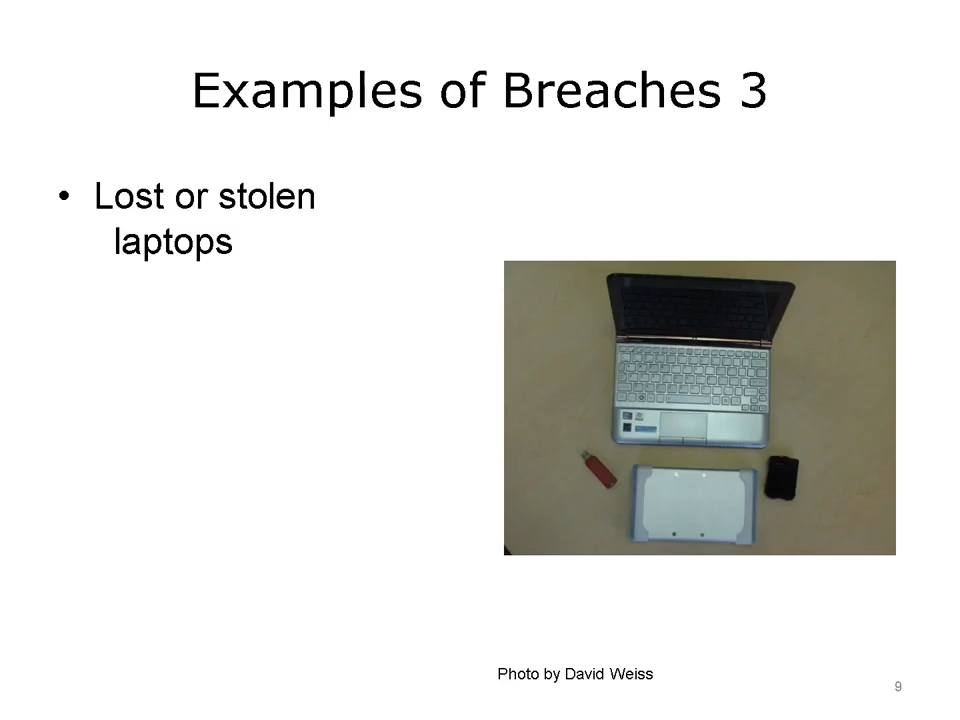 Examples of Breaches 3
• Lost or stolen
laptops
Photo by David Weiss
9